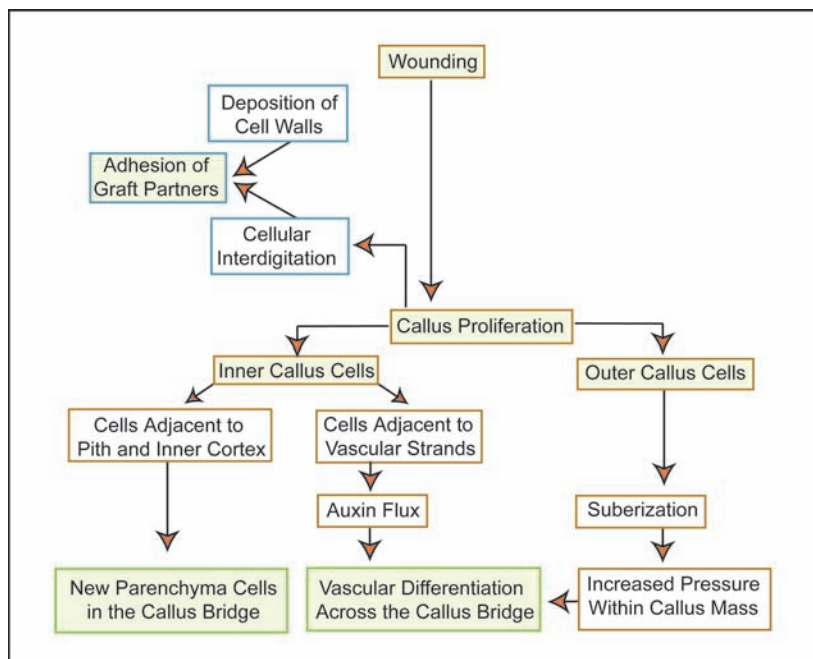 Wounding
Deposition of
Cell Walls
Adhesion of
Graft Partners
Cellular
Interdigitation
Callus Proliferation
Inner Callus Cells
Outer Callus Cells
Cells Adjacent to
Pith and Inner Cortex
Cells Adjacent to
Vascular Strands
Auxin Flux
Suberization
New Parenchyma Cells
in the Callus Bridge
Vascular Differentiation
Across the Callus Bridge
Increased Pressure
Within Callus Mass